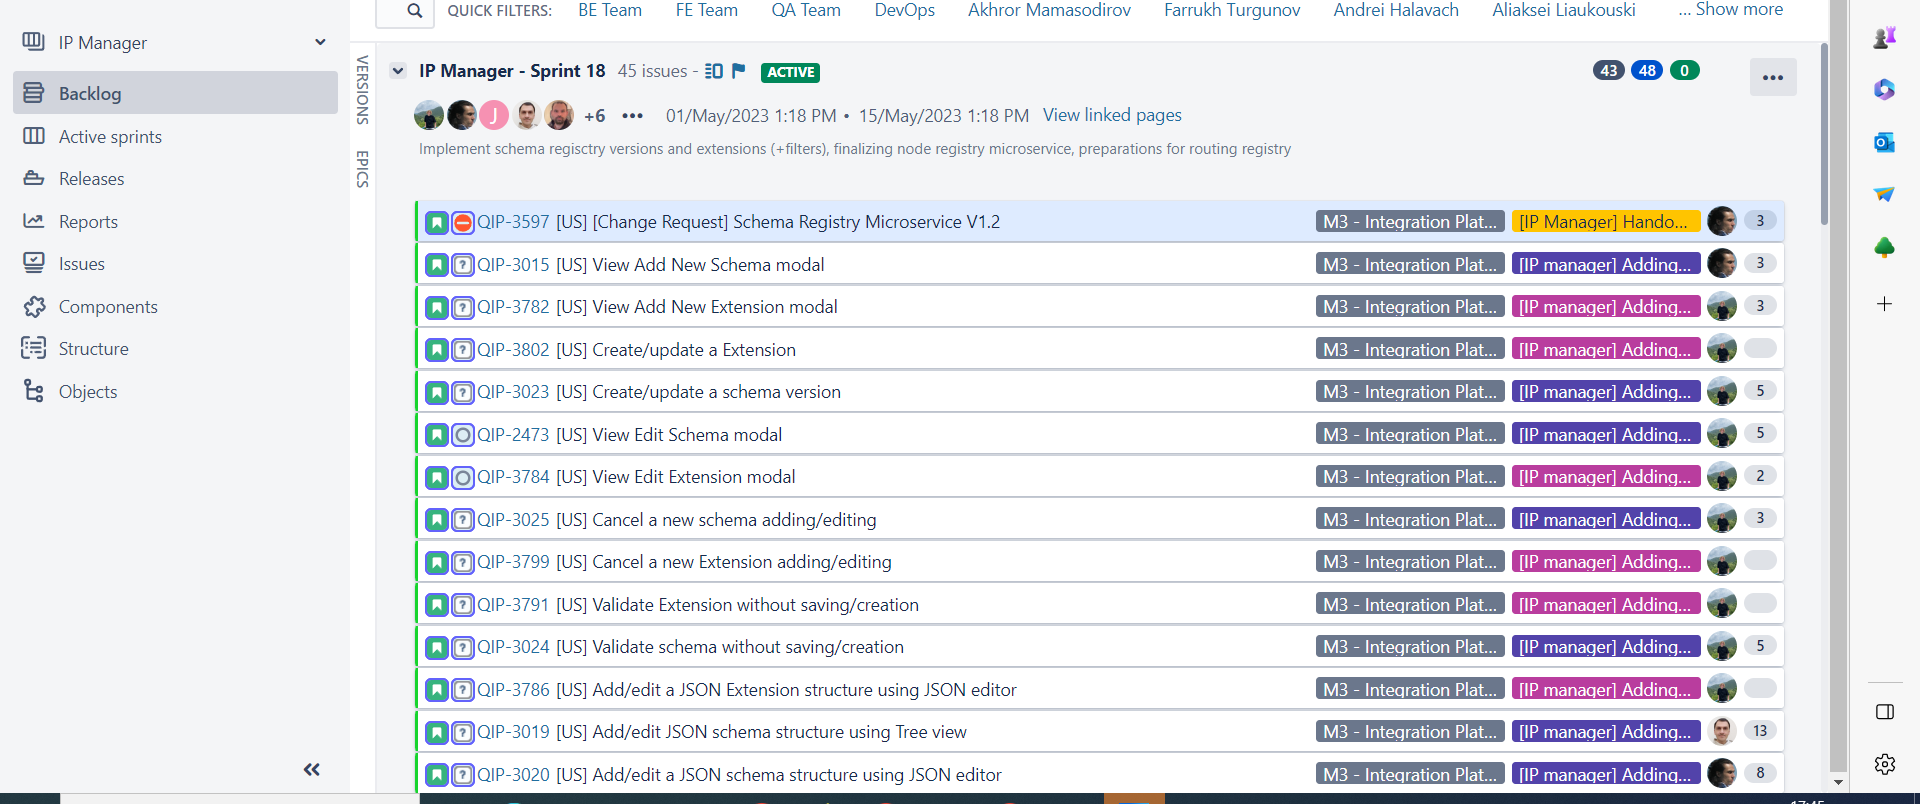 QUICK FILTERS: BE Team FE Team QA Team DevOps Akhror Mamasodirov Farrukh Turgunov Andrei Halavach Aliaksei Liaukouski ... Show more
IP Manager
Backlog
Active sprints
Releases
Reports
Issues
Components
Structure
Objects
VERSIONS
EPICS
IP Manager - Sprint 18 45 issues - ACTIVE 43 48 0
J +6 ••• 01/May/2023 1:18 PM • 15/May/2023 1:18 PM View linked pages
Implement schema regisctry versions and extensions (+filters), finalizing node registry microservice, preparations for routing registry
QIP-3597 [US] [Change Request] Schema Registry Microservice V1.2 M3 - Integration Plat... [IP Manager] Hando... 3
QIP-3015 [US] View Add New Schema modal M3 - Integration Plat... [IP manager] Adding... 3
QIP-3782 [US] View Add New Extension modal M3 - Integration Plat... [IP manager] Adding... 3
QIP-3802 [US] Create/update a Extension M3 - Integration Plat... [IP manager] Adding...
QIP-3023 [US] Create/update a schema version M3 - Integration Plat... [IP manager] Adding... 5
QIP-2473 [US] View Edit Schema modal M3 - Integration Plat... [IP manager] Adding... 5
QIP-3784 [US] View Edit Extension modal M3 - Integration Plat... [IP manager] Adding... 2
QIP-3025 [US] Cancel a new schema adding/editing M3 - Integration Plat... [IP manager] Adding... 3
QIP-3799 [US] Cancel a new Extension adding/editing M3 - Integration Plat... [IP manager] Adding...
QIP-3791 [US] Validate Extension without saving/creation M3 - Integration Plat... [IP manager] Adding...
QIP-3024 [US] Validate schema without saving/creation M3 - Integration Plat... [IP manager] Adding... 5
QIP-3786 [US] Add/edit a JSON Extension structure using JSON editor M3 - Integration Plat... [IP manager] Adding...
QIP-3019 [US] Add/edit JSON schema structure using Tree view M3 - Integration Plat... [IP manager] Adding... 13
QIP-3020 [US] Add/edit a JSON schema structure using JSON editor M3 - Integration Plat... [IP manager] Adding... 8